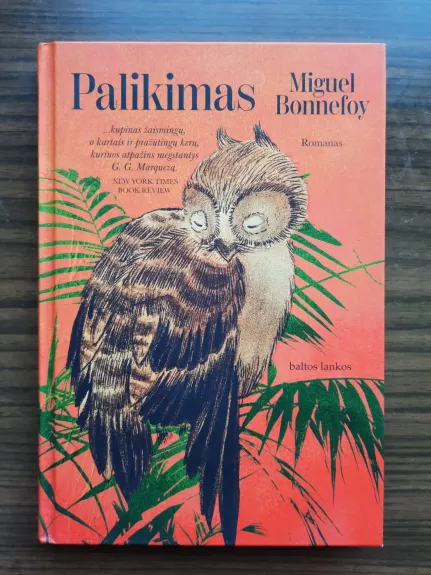 Palikimas
Miguel
Bonnefoy
...kupinas žaismingų,
o kartais ir pražūtingų kerų,
kuriuos atpažins mėgstantys
G. G. Marquezą.
NEW YORK TIMES
BOOK REVIEW
Romanas
baltos lankos